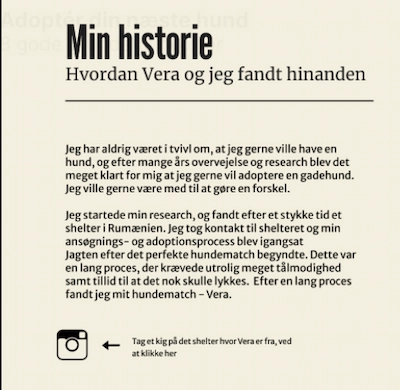 Adopter din næste hund
Min historie
Hvordan Vera og jeg fandt hinanden
Jeg har aldrig været i tvivl om, at jeg gerne ville have en
hund, og efter mange års overvejelse og research blev det
meget klart for mig at jeg gerne vil adoptere en gadehund.
Jeg ville gerne være med til at gøre en forskel.
Jeg startede min research, og fandt efter et stykke tid et
shelter i Rumænien. Jeg tog kontakt til shelteret og min
ansøgnings- og adoptionsproces blev igangsat
Jagten efter det perfekte hundematch begyndte. Dette var
en lang proces, der krævede utrolig meget tålmodighed
samt tillid til at det nok skulle lykkes.  Efter en lang proces
fandt jeg mit hundematch - Vera.
Tag et kig på det shelter hvor Vera er fra, ved
at klikke her